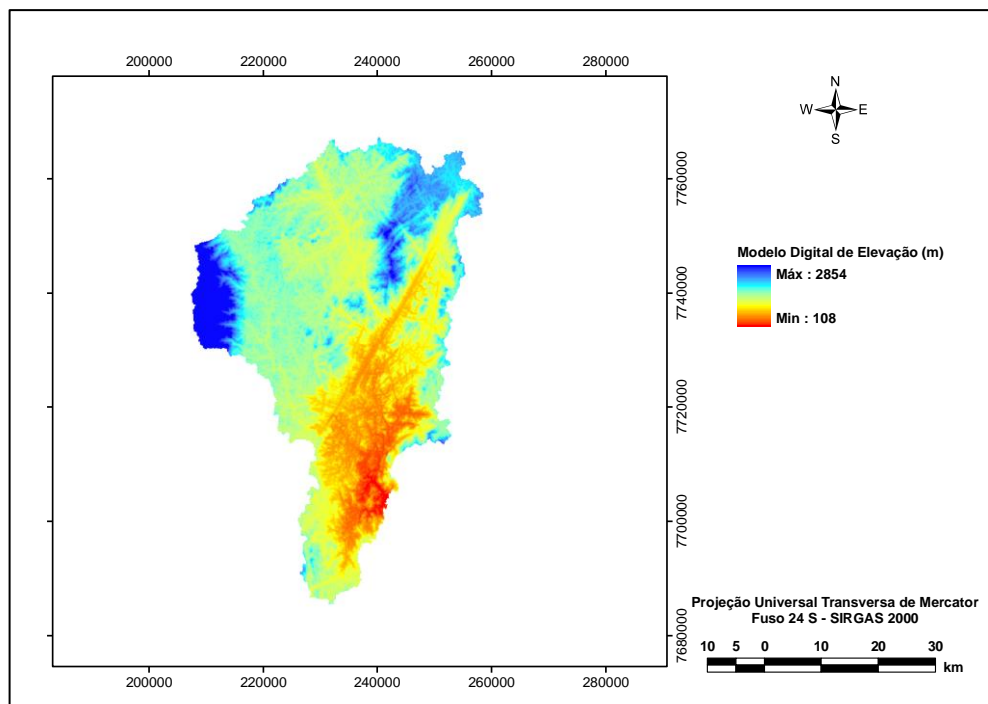 200000 220000 240000 260000 280000
N
W E
S
7760000
7740000
7720000
7700000
7680000
Modelo Digital de Elevação (m)
Máx : 2854
Min : 108
Projeção Universal Transversa de Mercator
Fuso 24 S - SIRGAS 2000
10 5 0 10 20 30
km
200000 220000 240000 260000 280000